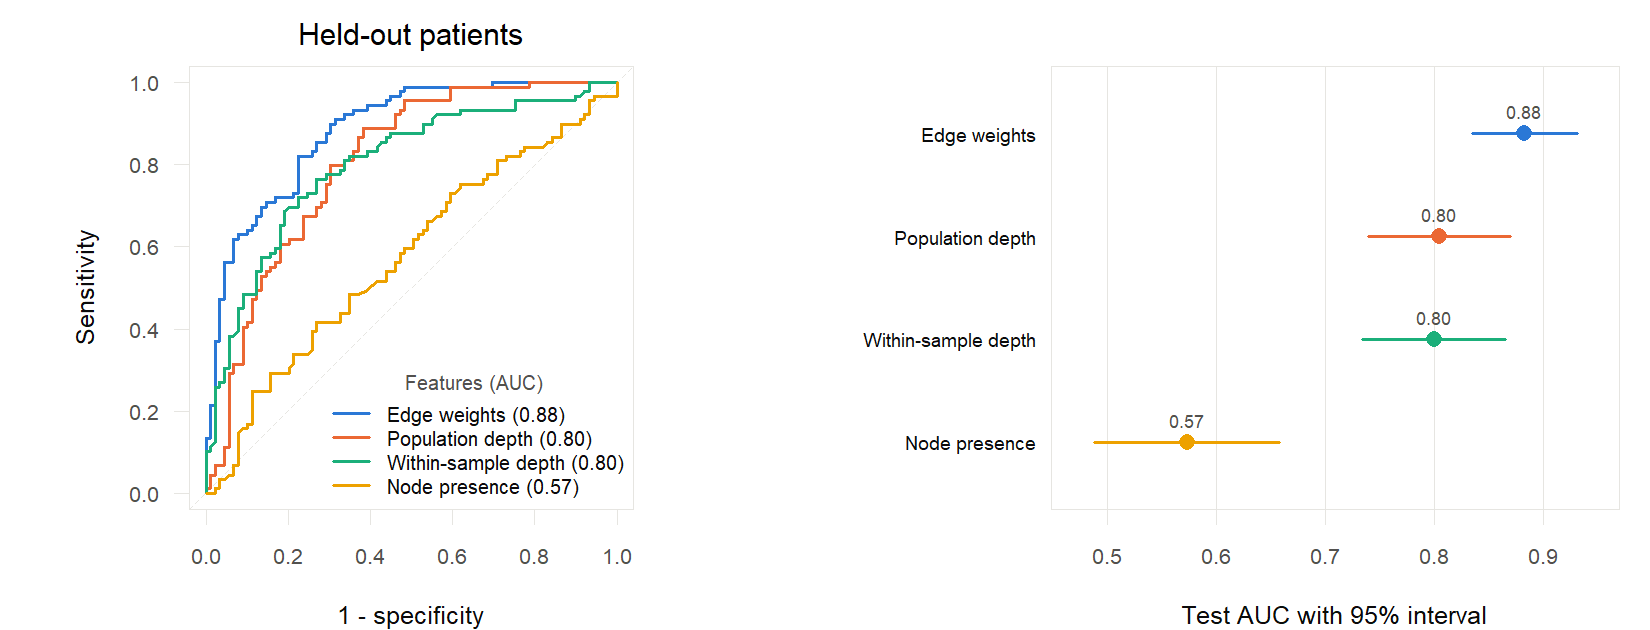 Held-out patients
Sensitivity
1.0
0.8
0.6
0.4
0.2
0.0
Features (AUC)
Edge weights (0.88)
Population depth (0.80)
Within-sample depth (0.80)
Node presence (0.57)
0.0 0.2 0.4 0.6 0.8 1.0
1 - specificity
Edge weights
0.88
Population depth
0.80
Within-sample depth
0.80
Node presence
0.57
0.5 0.6 0.7 0.8 0.9
Test AUC with 95% interval